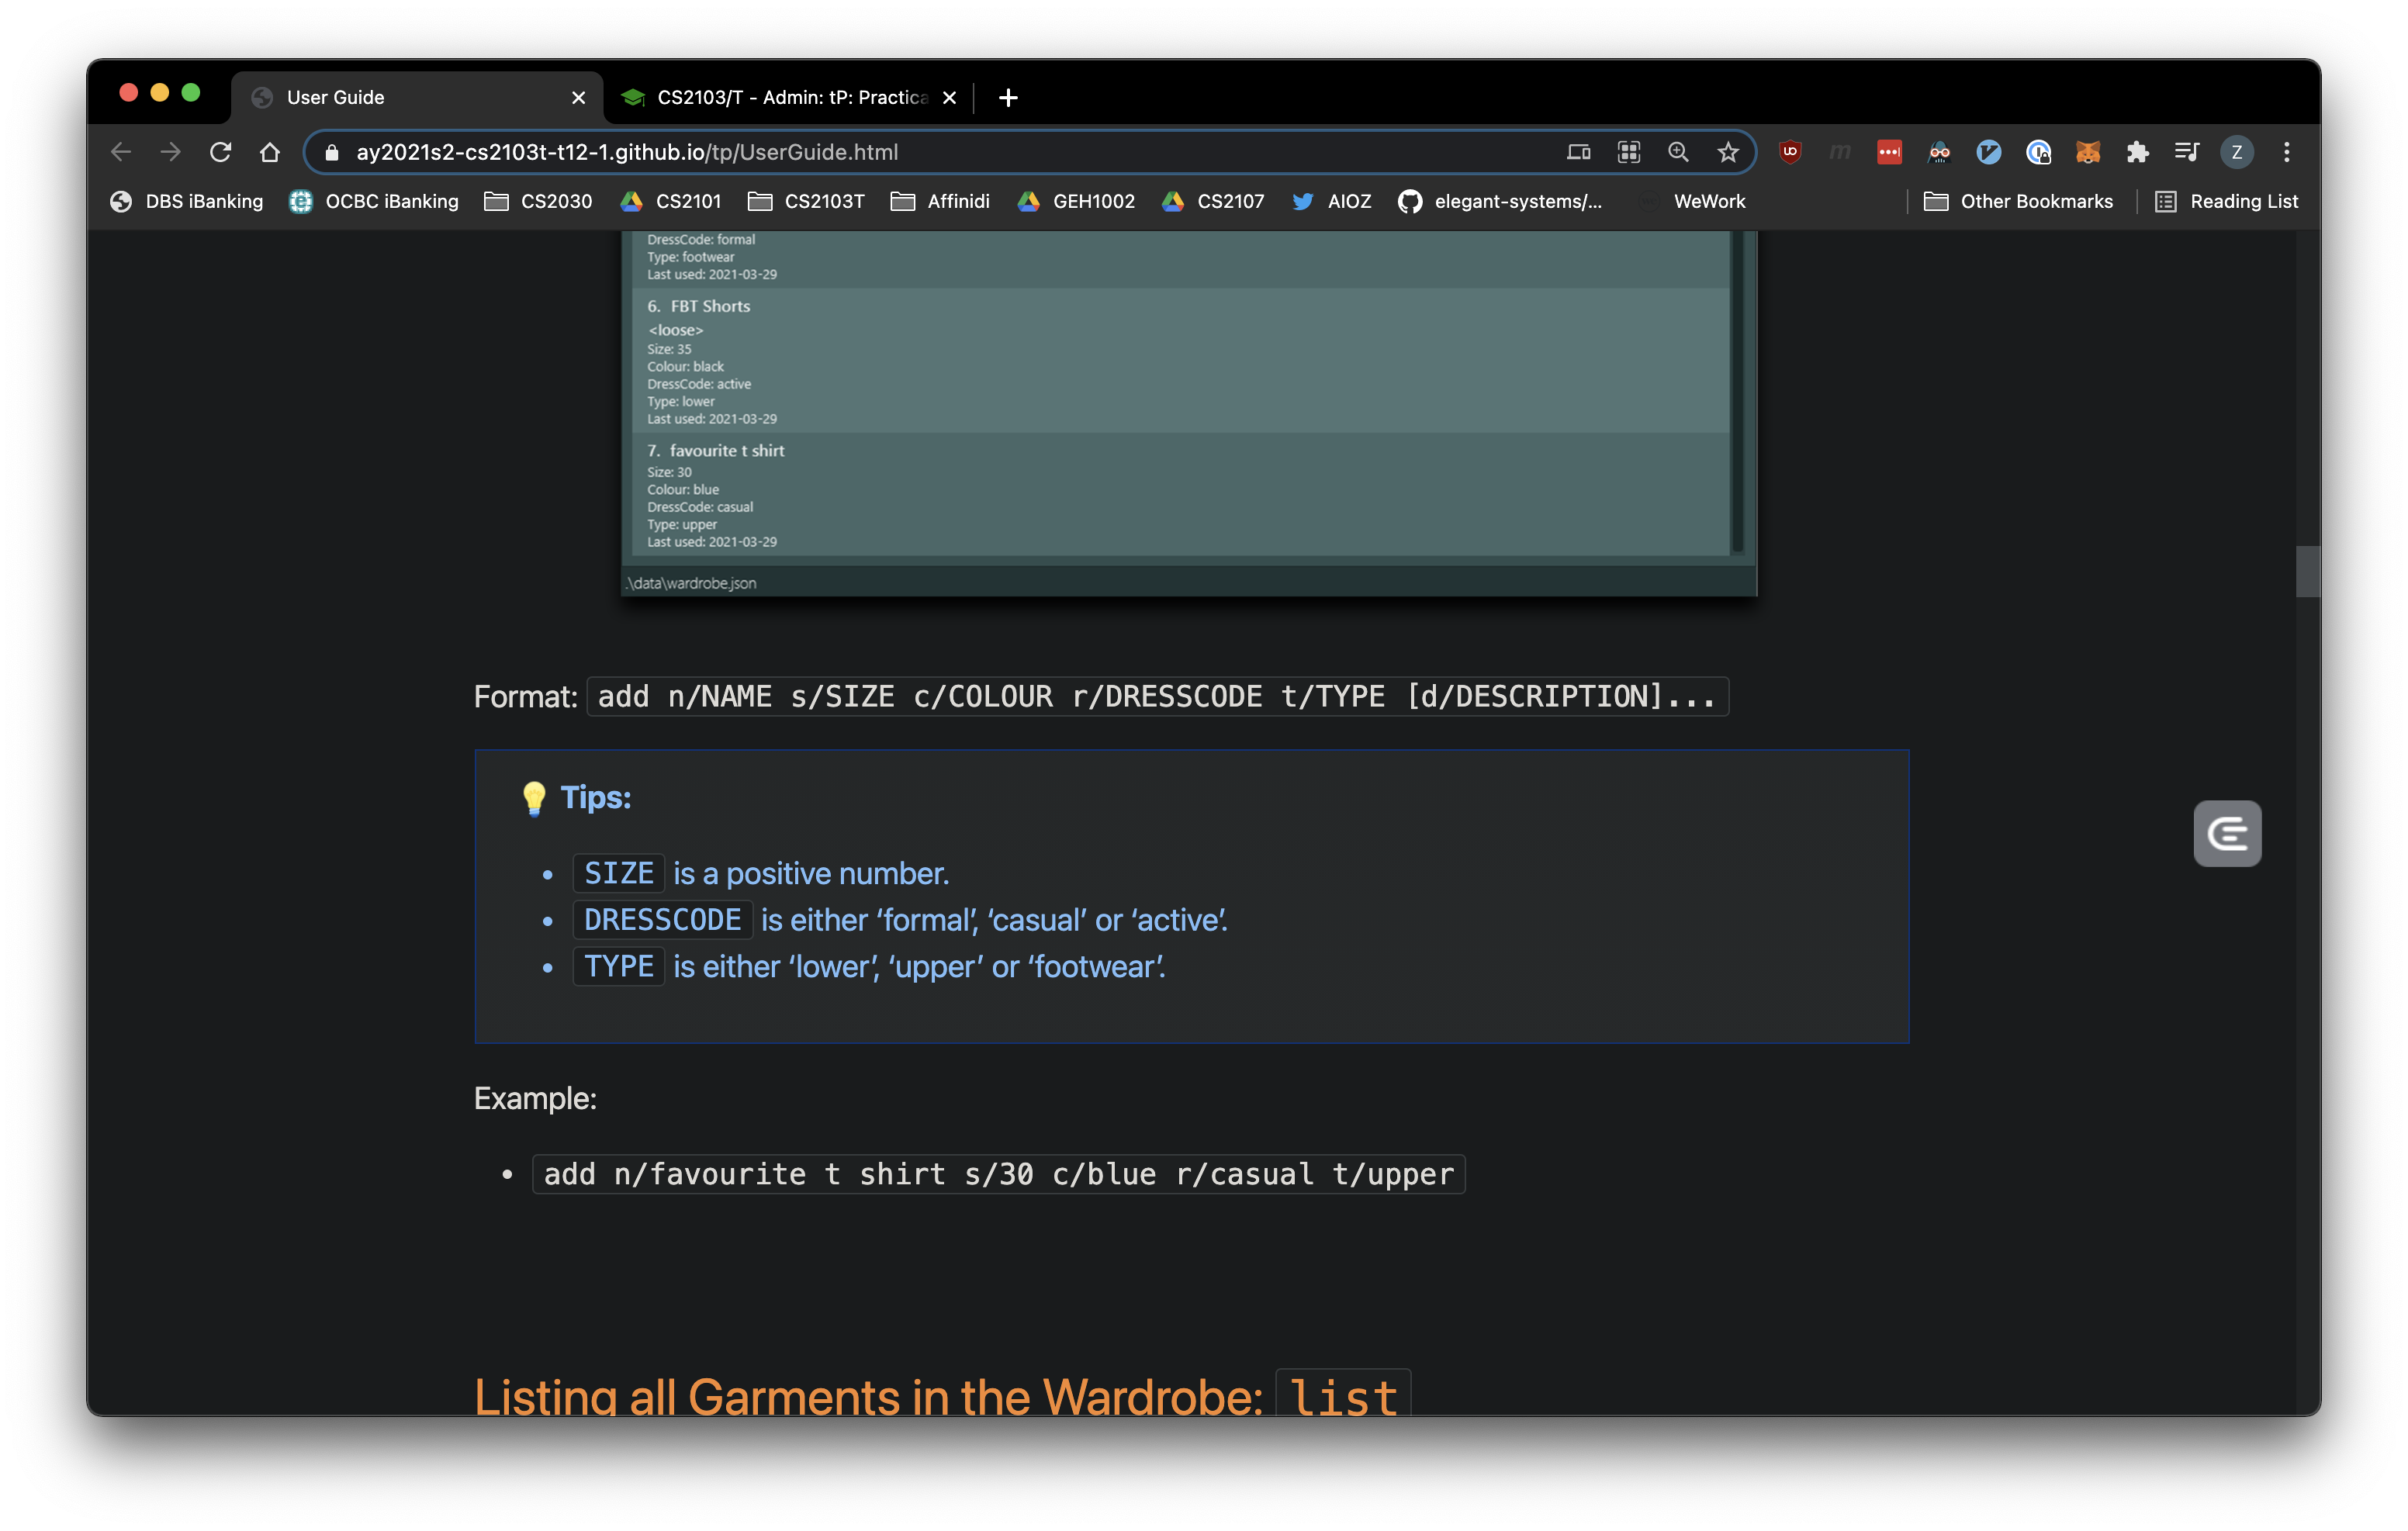 User Guide
CS2103/T - Admin: tP: Practica
ay2021s2-cs2103t-t12-1.github.io/tp/UserGuide.html
Z
DBS iBanking OCBC iBanking CS2030 CS2101 CS2103T Affinidi GEH1002 CS2107 AIOZ elegant-systems/... WeWork Other Bookmarks Reading List
DressCode: formal
Type: footwear
Last used: 2021-03-29
6. FBT Shorts
<loose>
Size: 35
Colour: black
DressCode: active
Type: lower
Last used: 2021-03-29
7. favourite t shirt
Size: 30
Colour: blue
DressCode: casual
Type: upper
Last used: 2021-03-29
.\data\wardrobe.json
Format: add n/NAME s/SIZE c/COLOUR r/DRESSCODE t/TYPE [d/DESCRIPTION]...
💡 Tips:
• SIZE is a positive number.
• DRESSCODE is either ‘formal’, ‘casual’ or ‘active’.
• TYPE is either ‘lower’, ‘upper’ or ‘footwear’.
Example:
• add n/favourite t shirt s/30 c/blue r/casual t/upper
Listing all Garments in the Wardrobe: list